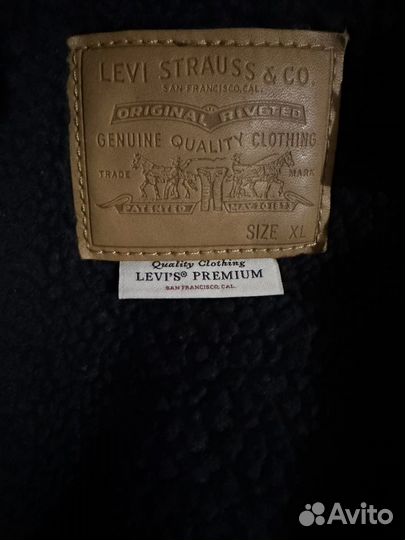 LEVI STRAUSS & CO.
SAN FRANCISCO, CAL.
ORIGINAL RIVETED
GENUINE QUALITY CLOTHING
TRADE MARK
PATENTED MAY 20 1873
SIZE XL
Quality Clothing
LEVI'S® PREMIUM
SAN FRANCISCO, CAL.
Avito